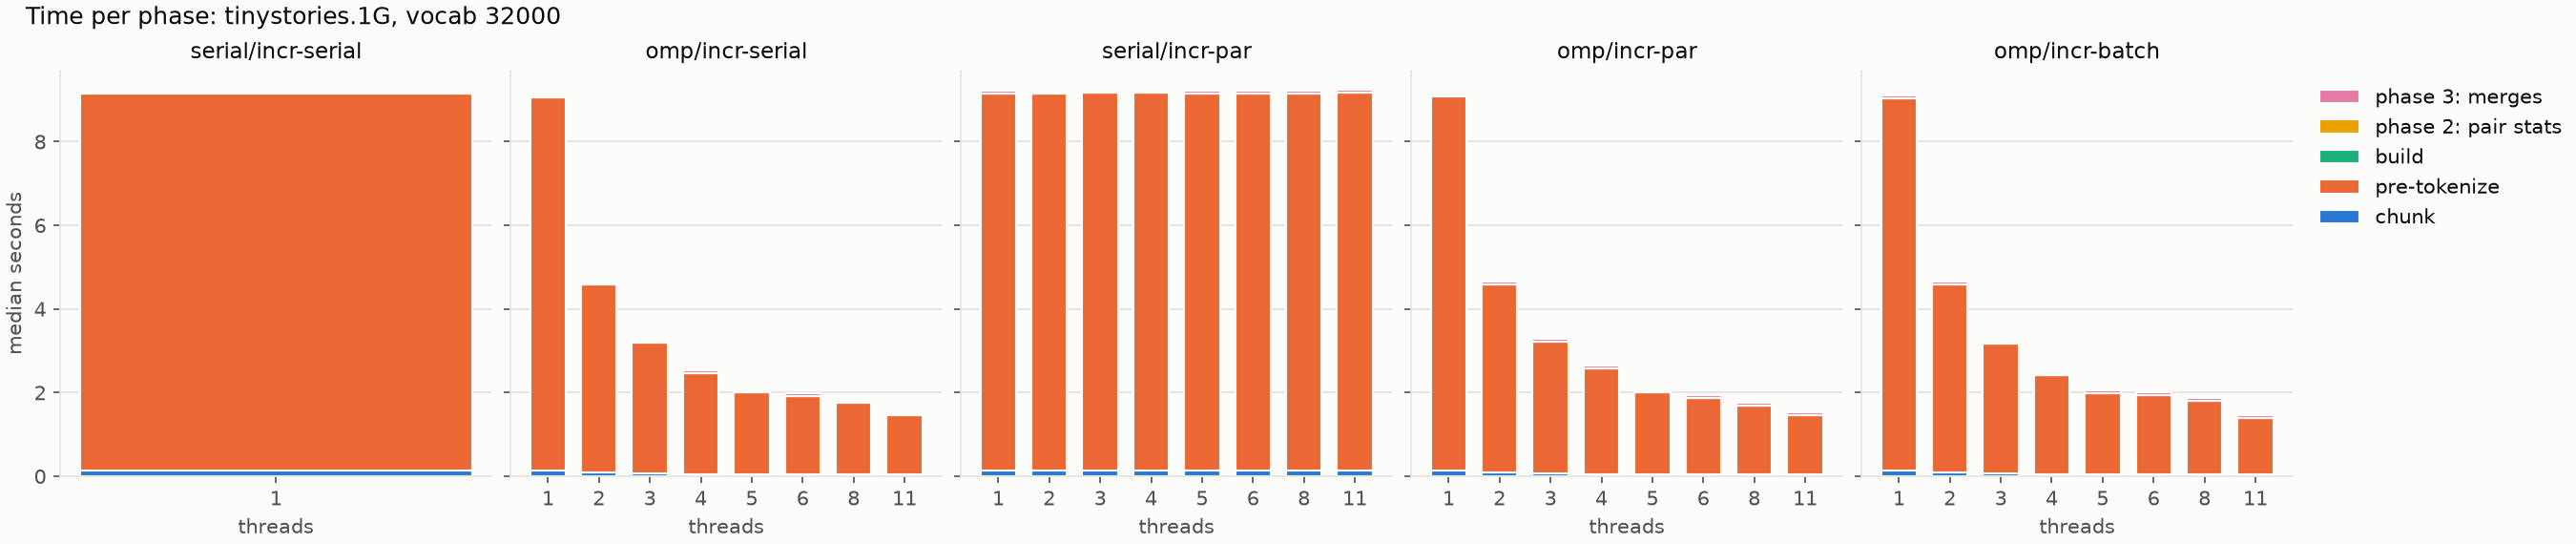 Time per phase: tinystories.1G, vocab 32000
serial/incr-serial
omp/incr-serial
serial/incr-par
omp/incr-par
omp/incr-batch
median seconds
8
6
4
2
0
1
threads
1 2 3 4 5 6 8 11
threads
1 2 3 4 5 6 8 11
threads
1 2 3 4 5 6 8 11
threads
1 2 3 4 5 6 8 11
threads
phase 3: merges
phase 2: pair stats
build
pre-tokenize
chunk